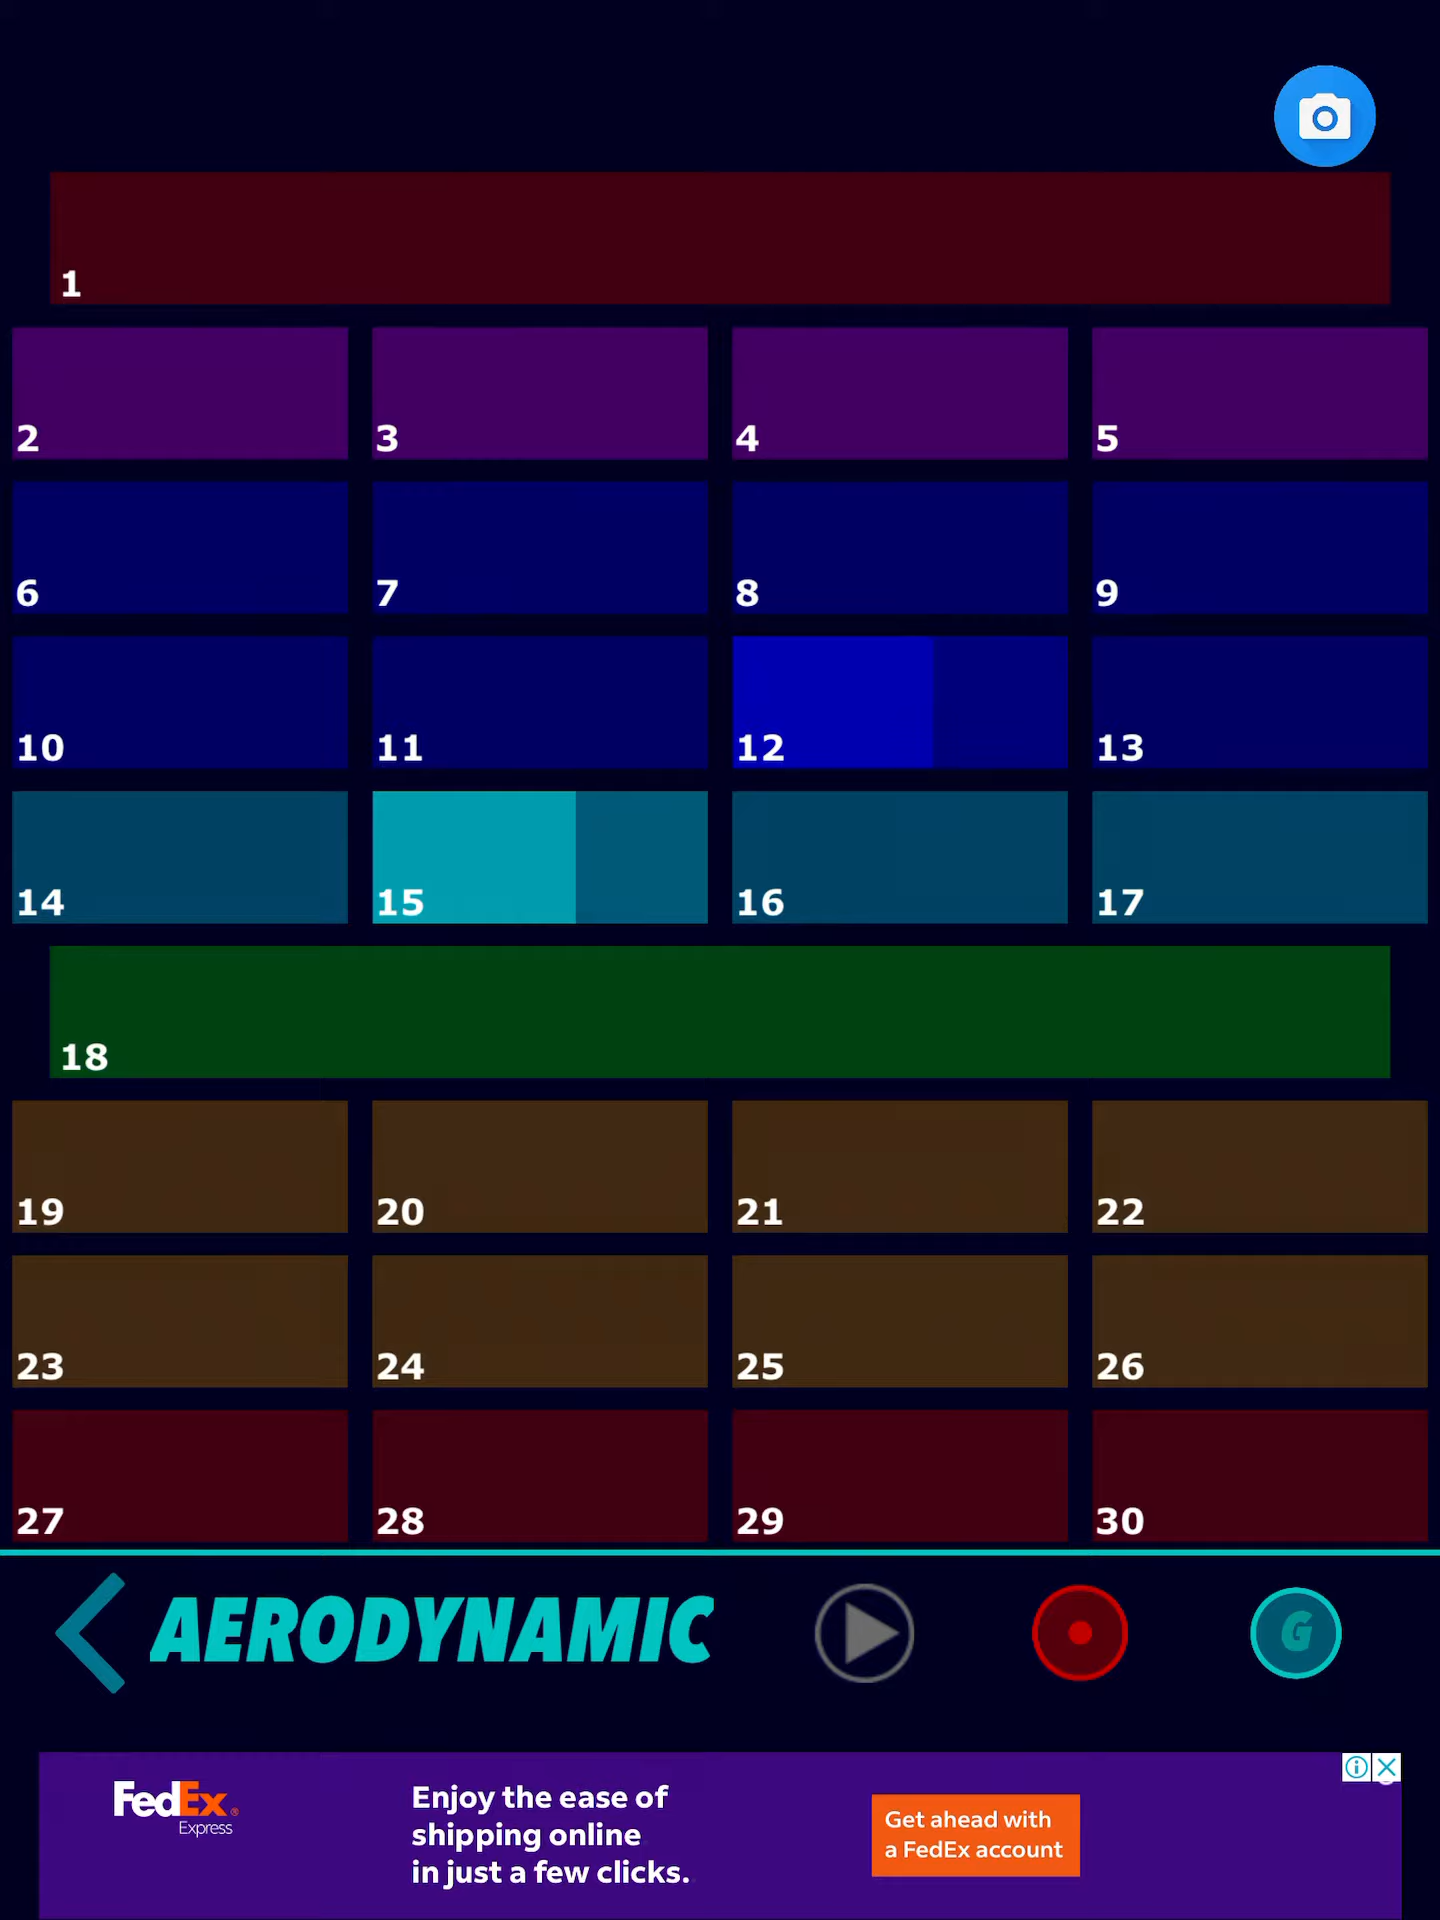 1
2 3 4 5
6 7 8 9
10 11 12 13
14 15 16 17
18
19 20 21 22
23 24 25 26
27 28 29 30
AERODYNAMIC
G
FedEx®
Express
Enjoy the ease of
shipping online
in just a few clicks.
Get ahead with
a FedEx account